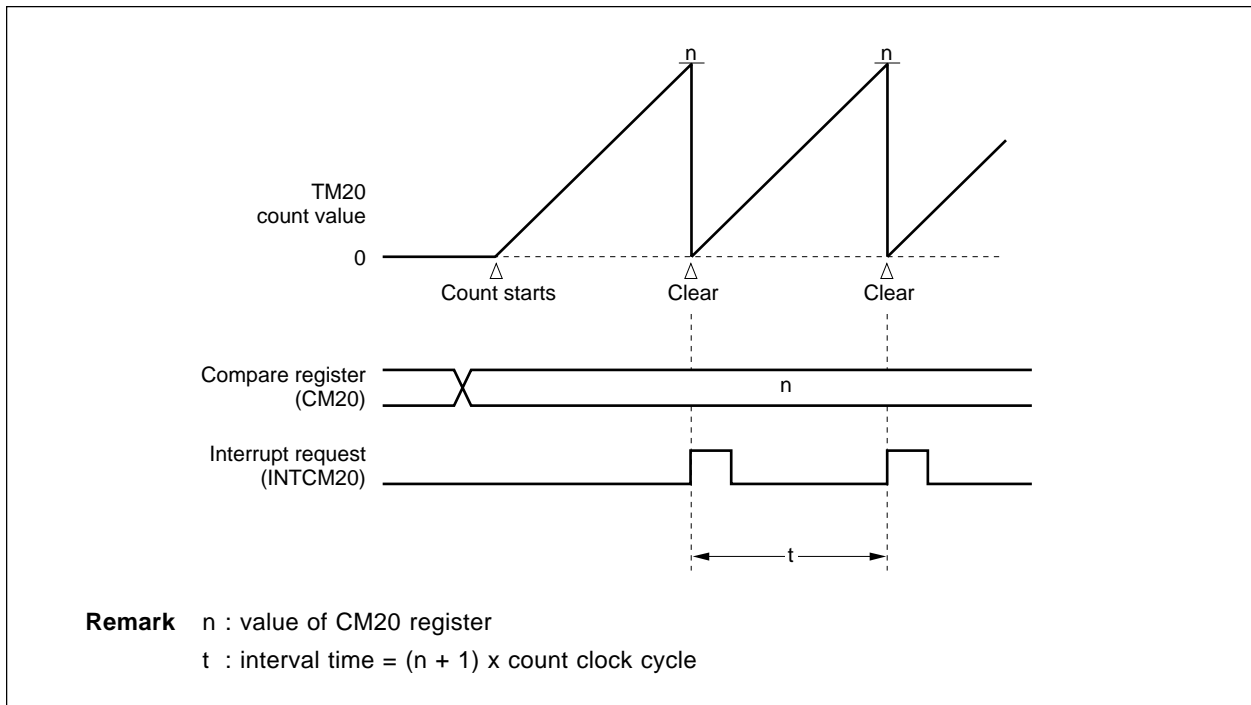 n n
TM20
count value
0
Count starts Clear Clear
Compare register
(CM20)
n
Interrupt request
(INTCM20)
t
Remark n : value of CM20 register
t : interval time = (n + 1) x count clock cycle